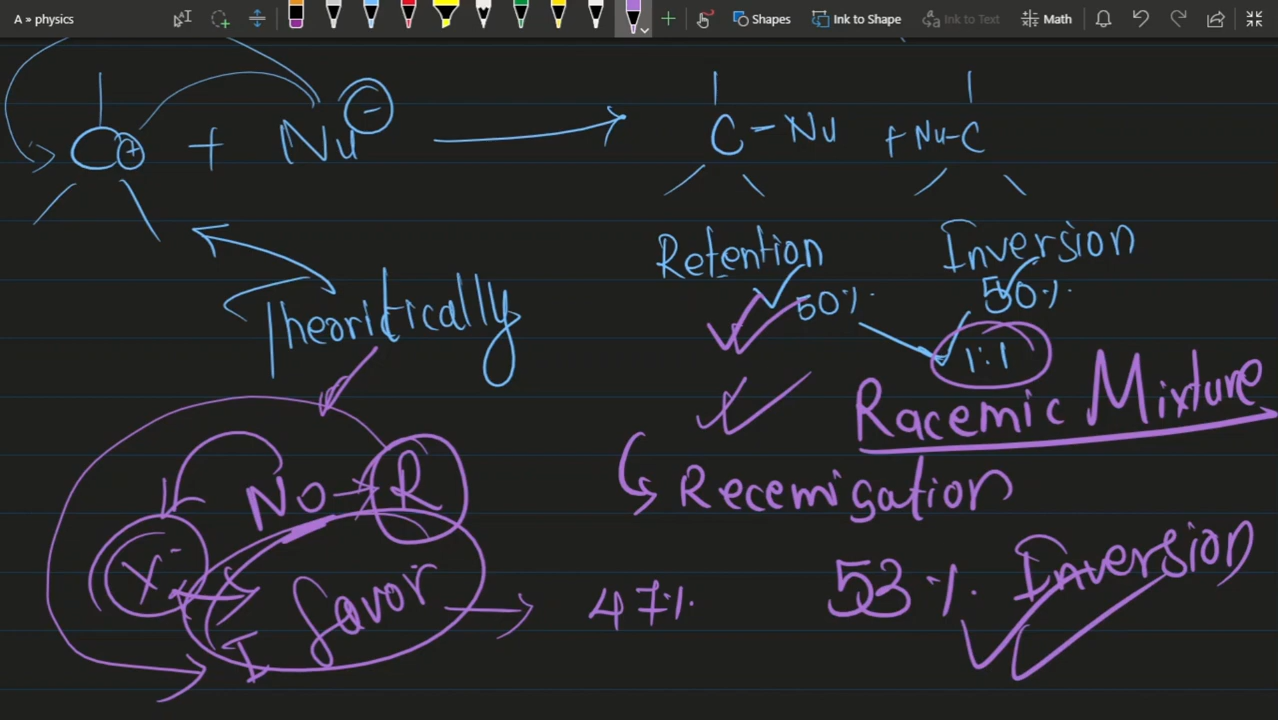 A » physics
Shapes
Ink to Shape
Ink to Text
Math
C + + Nu −
C − Nu + Nu − C
Retention Inversion
50% 50%
Theoritically
1:1
Racemic Mixture
No → R
Recemigation
X −
favor
47% 53% Inversion
I